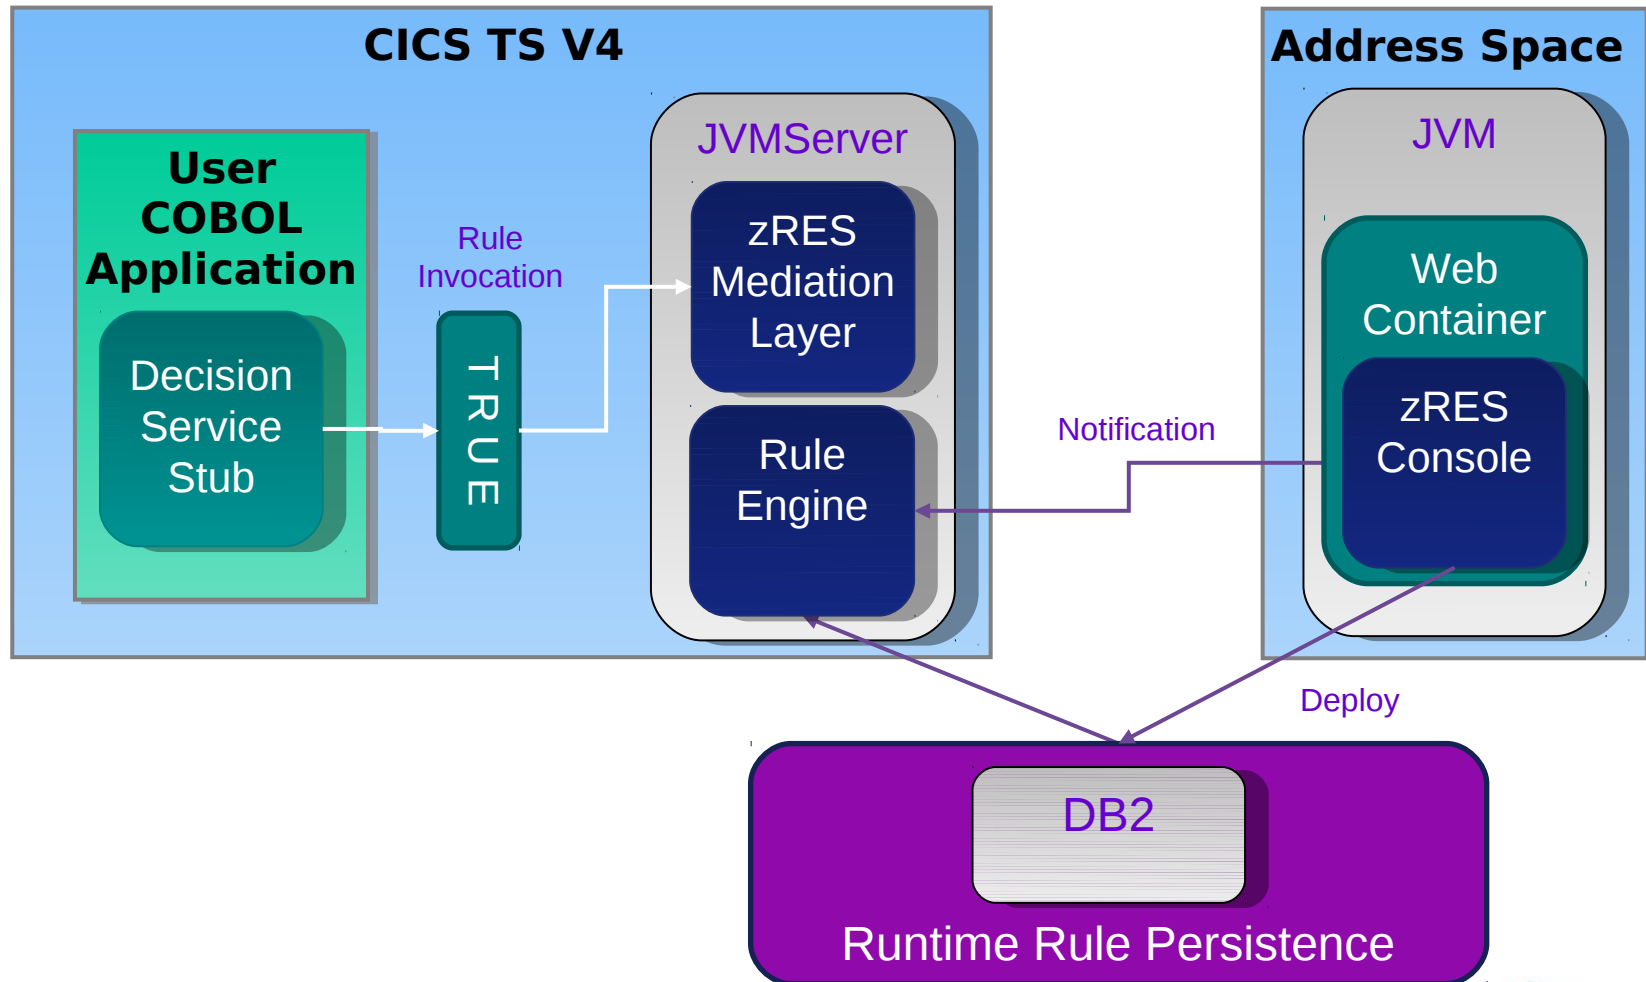 CICS TS V4
User
COBOL
Application
Decision
Service
Stub
Rule
Invocation
TRUE
JVMServer
zRES
Mediation
Layer
Rule
Engine
Notification
Address Space
JVM
Web
Container
zRES
Console
Deploy
DB2
Runtime Rule Persistence